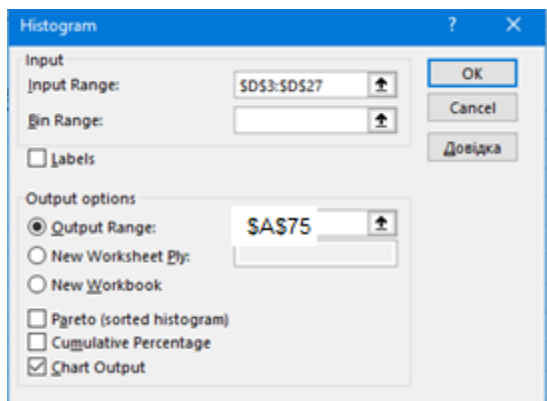 Histogram ? ×
Input
Input Range: $D$3:$D$27
Bin Range:
Labels
OK
Cancel
Довідка
Output options
Output Range: $A$75
New Worksheet Ply:
New Workbook
Pareto (sorted histogram)
Cumulative Percentage
Chart Output